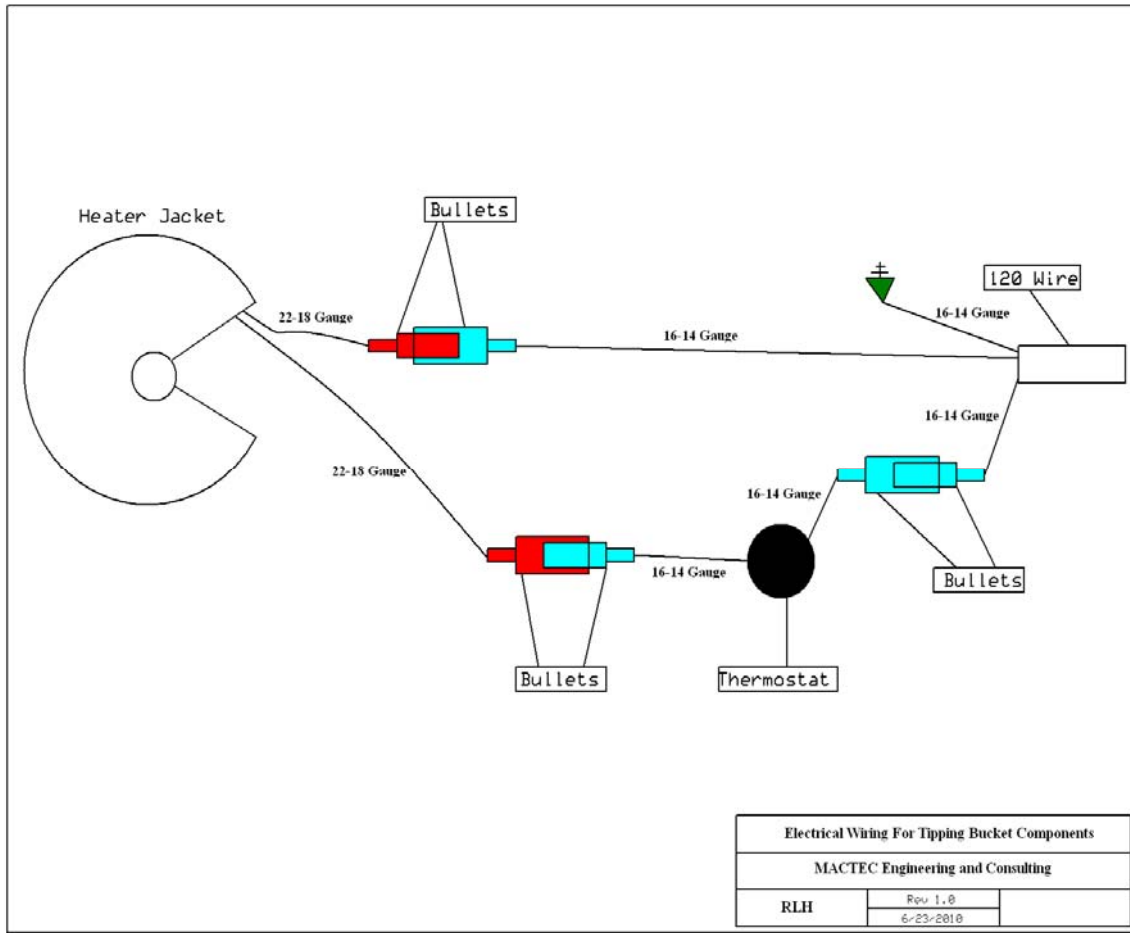 Bullets
Heater Jacket
120 Wire
22-18 Gauge
16-14 Gauge
16-14 Gauge
16-14 Gauge
22-18 Gauge
16-14 Gauge
16-14 Gauge
Bullets
Bullets
Thermostat
Electrical Wiring For Tipping Bucket Components
MACTEC Engineering and Consulting
RLH
Rev 1.0
6/23/2010